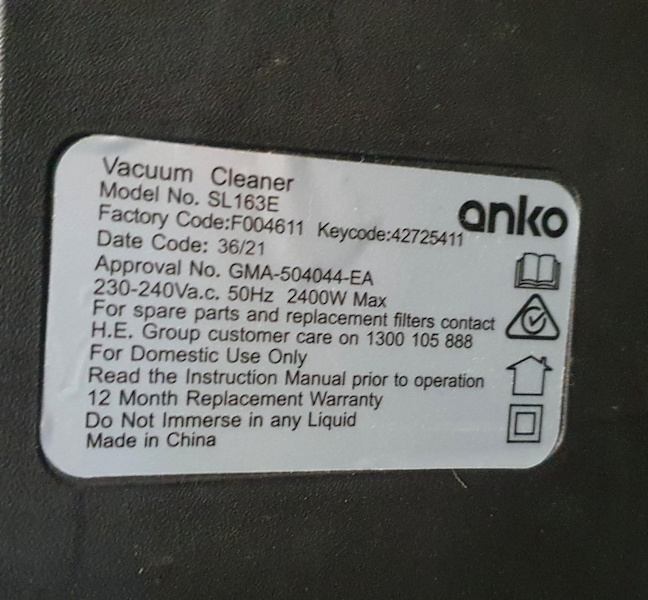 Vacuum Cleaner
Model No. SL163E
anko
Factory Code:F004611 Keycode:42725411
Date Code: 36/21
Approval No. GMA-504044-EA
230-240Va.c. 50Hz 2400W Max
For spare parts and replacement filters contact
H.E. Group customer care on 1300 105 888
For Domestic Use Only
Read the Instruction Manual prior to operation
12 Month Replacement Warranty
Do Not Immerse in any Liquid
Made in China